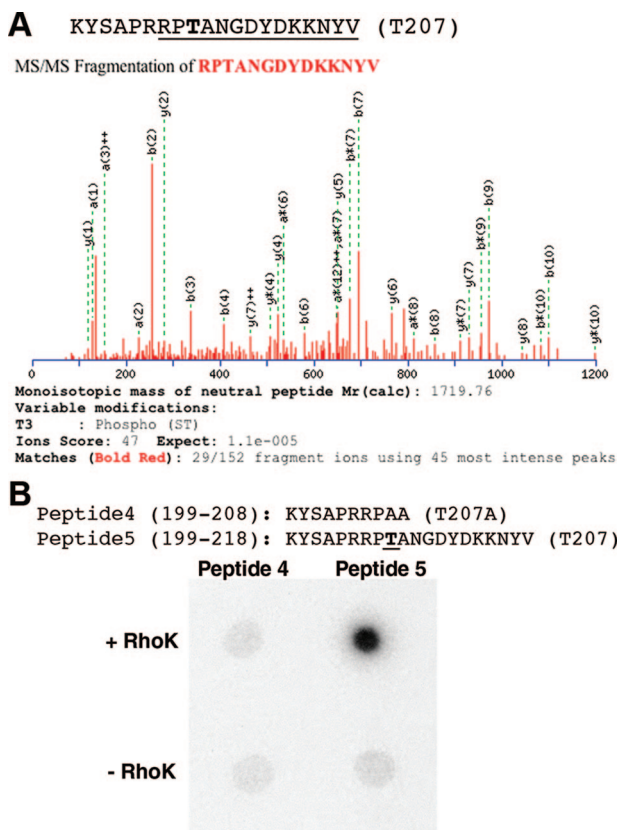 A KYSAPRRPTANGDYDKKNYV (T207)
MS/MS Fragmentation of RPTANGDYDKKNYV
y(1) a(1) a(3)++ a(2) b(2) y(2) b(3) b(4) y(7)++ y*(4) y(4) a*(6) b(6) a*(12)++,a*(7) y(5) b*(7) b(7) y(6) a*(8) b(8) y*(7) y(7) b*(9) b(9) y(8) b*(10) b(10) y*(10)
0 200 400 600 800 1000 1200
Monoisotopic mass of neutral peptide Mr(calc): 1719.76
Variable modifications:
T3 : Phospho (ST)
Ions Score: 47 Expect: 1.1e-005
Matches (Bold Red): 29/152 fragment ions using 45 most intense peaks
B
Peptide4 (199-208): KYSAPRRPAA (T207A)
Peptide5 (199-218): KYSAPRRPTANGDYDKKNYV (T207)
Peptide 4 Peptide 5
+ RhoK
- RhoK